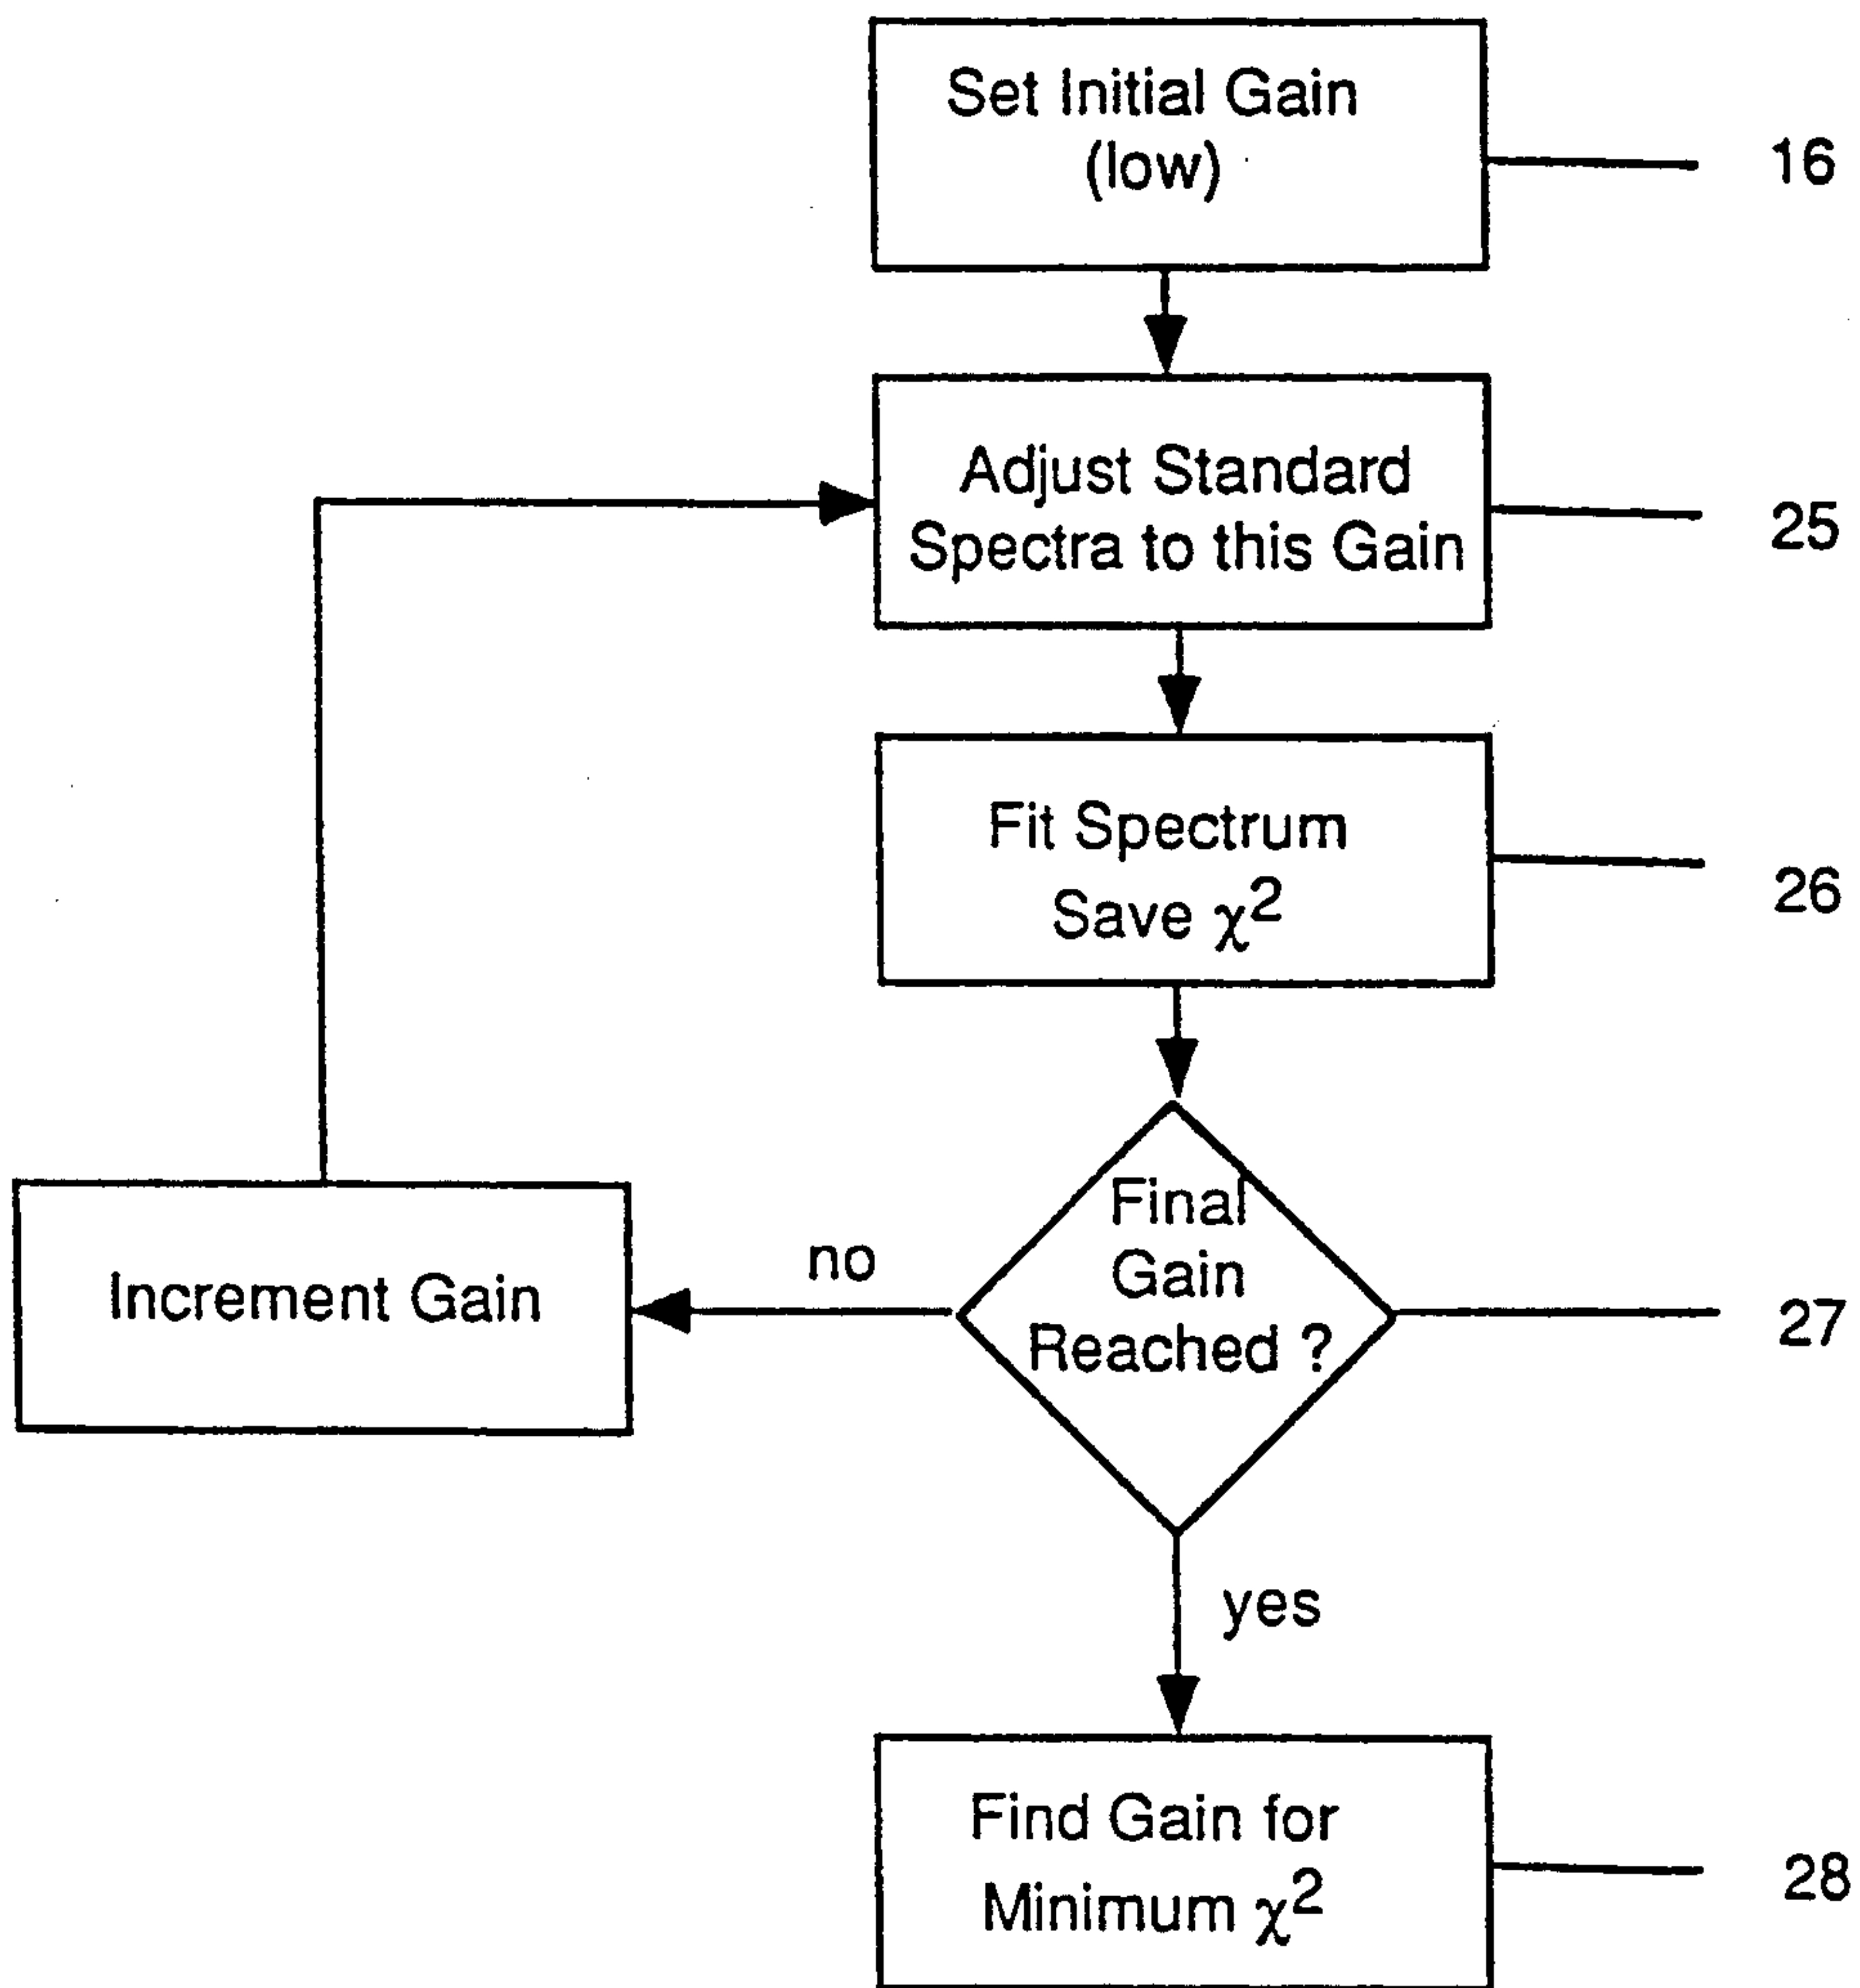 Set Initial Gain
(low)
16
Adjust Standard
Spectra to this Gain
25
Fit Spectrum
Save χ²
26
Final
Gain
Reached ?
27
no
Increment Gain
yes
Find Gain for
Minimum χ²
28